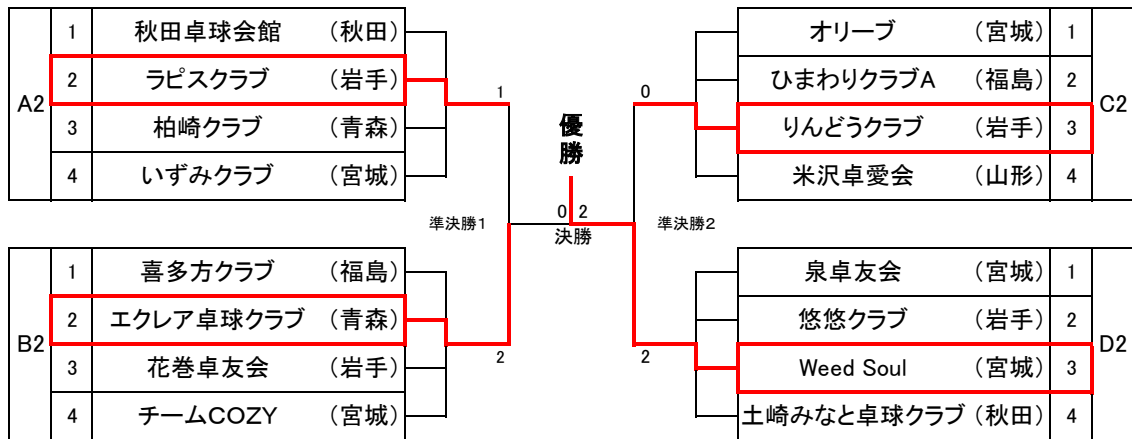 A2
1 秋田卓球会館 (秋田)
2 ラピスクラブ (岩手)
3 柏崎クラブ (青森)
4 いずみクラブ (宮城)
B2
1 喜多方クラブ (福島)
2 エクレア卓球クラブ (青森)
3 花巻卓友会 (岩手)
4 チームCOZY (宮城)
1
準決勝1
2
優勝
0 2
決勝
0
準決勝2
2
オリーブ (宮城) 1
ひまわりクラブA (福島) 2
りんどうクラブ (岩手) 3
米沢卓愛会 (山形) 4
C2
泉卓友会 (宮城) 1
悠悠クラブ (岩手) 2
Weed Soul (宮城) 3
土崎みなと卓球クラブ (秋田) 4
D2